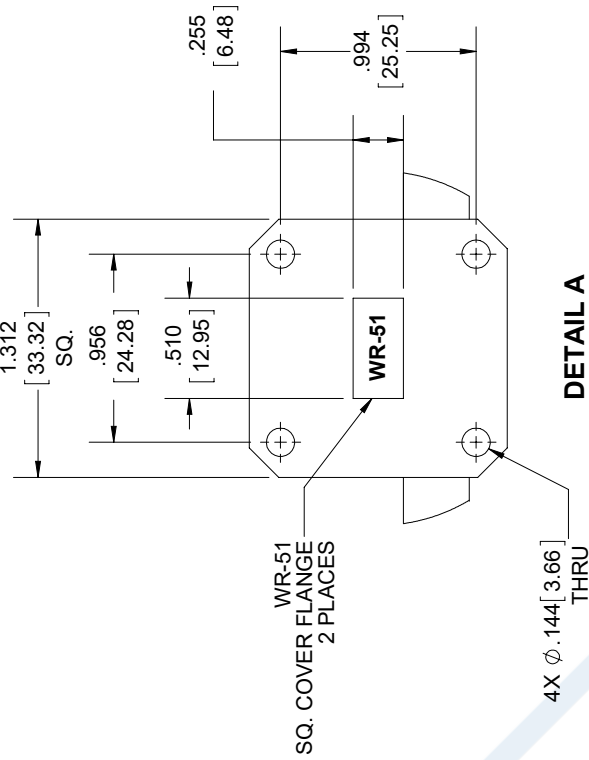 1.312
[33.32]
SQ.
.956
[24.28]
.510
[12.95]
.255
[6.48]
.994
[25.25]
WR-51
WR-51
SQ. COVER FLANGE
2 PLACES
4X ∅.144[3.66]
THRU
DETAIL A